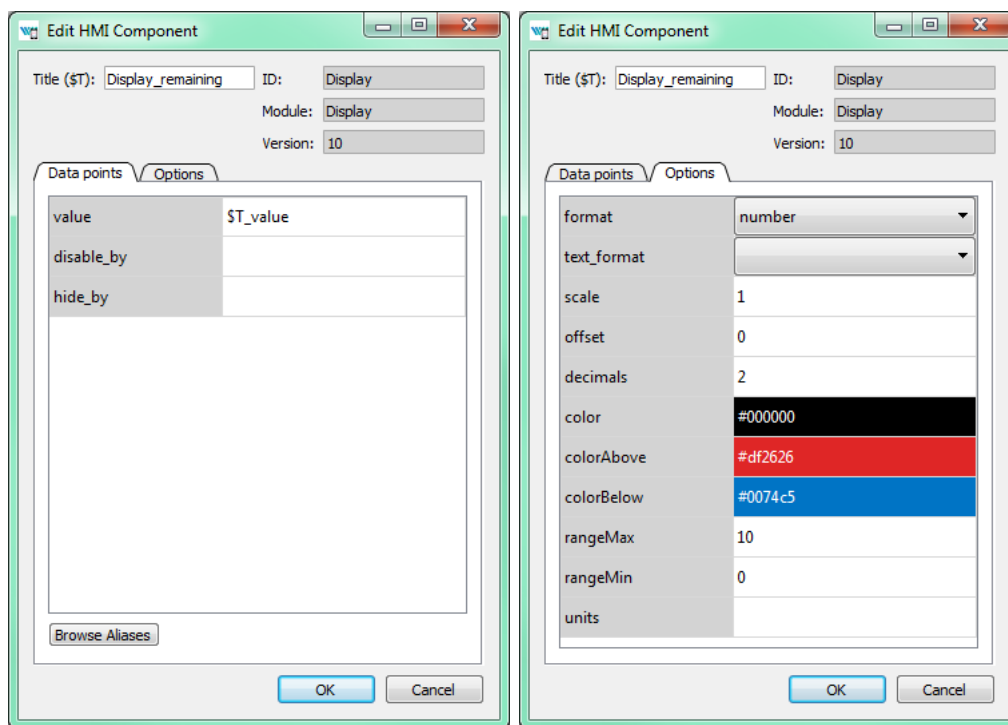 Edit HMI Component
Title ($T): Display_remaining ID: Display
Module: Display
Version: 10
Data points Options
value $T_value
disable_by
hide_by
Browse Aliases
OK Cancel
Edit HMI Component
Title ($T): Display_remaining ID: Display
Module: Display
Version: 10
Data points Options
format number
text_format
scale 1
offset 0
decimals 2
color #000000
colorAbove #df2626
colorBelow #0074c5
rangeMax 10
rangeMin 0
units
OK Cancel